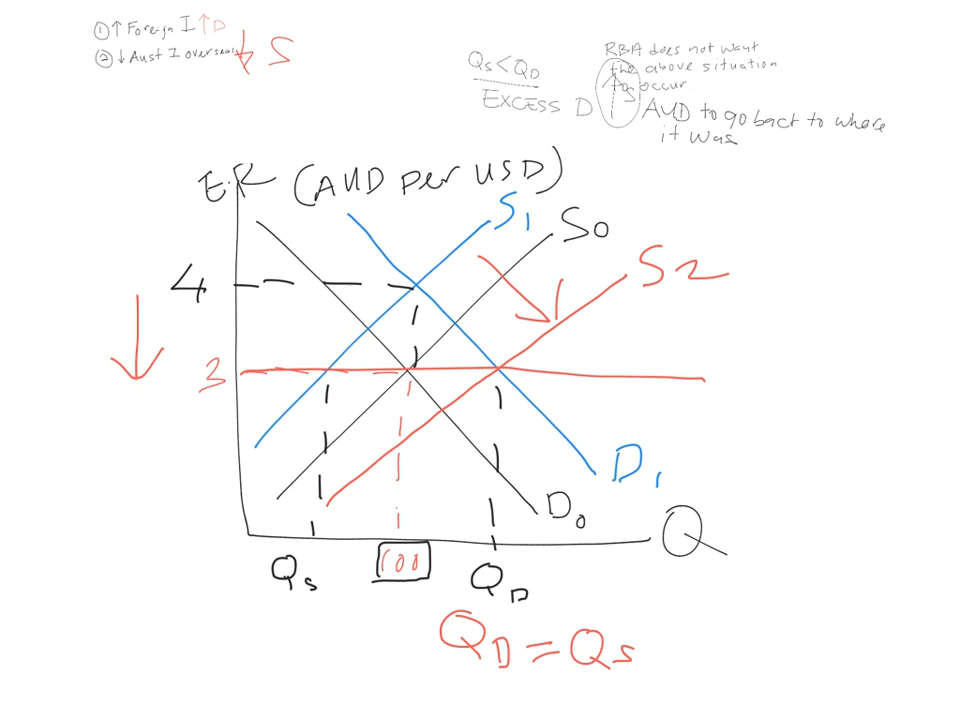 ① ↑ Foreign I ↑ D
② ↓ Aust I overseas ↓ S
QS < QD
EXCESS D
RBA does not want
the above situation
to occur.
↑ S
AUD to go back to where
it was
ER (AUD per USD)
S1
S0
S2
4
3
D1
D0
Q
QS
100
QD
QD = QS